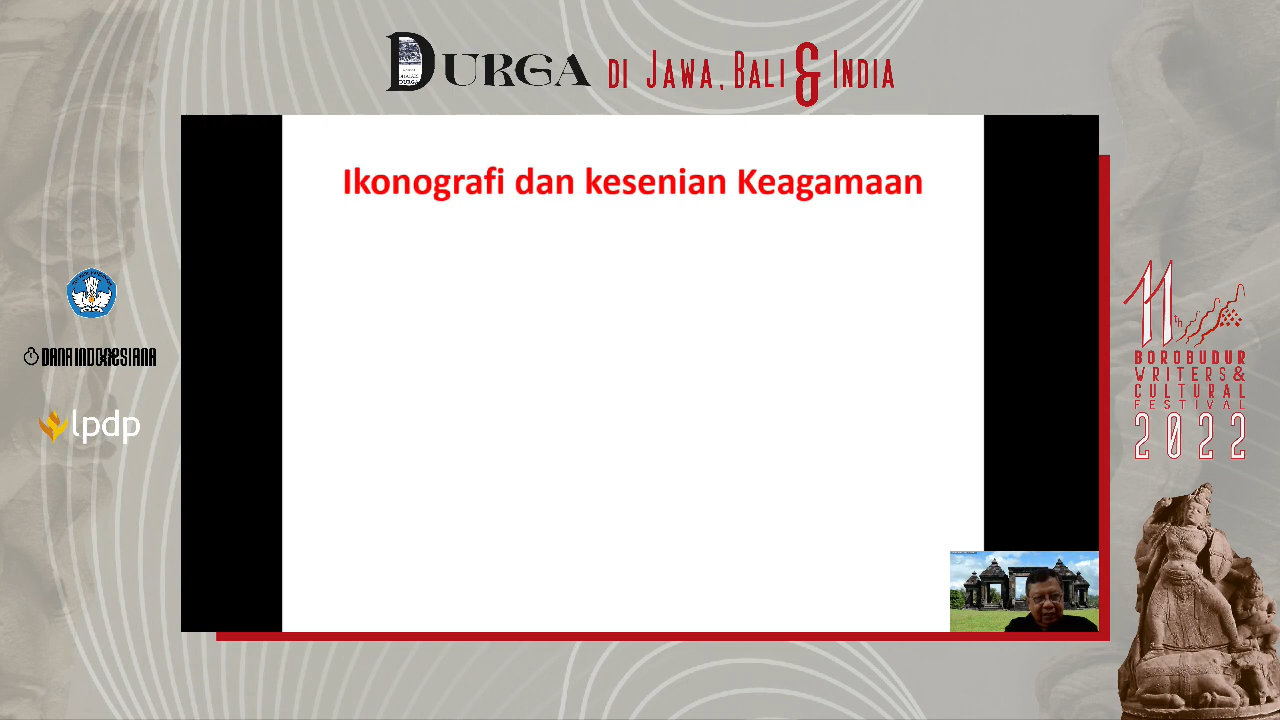 DURGA DI JAWA, BALI & INDIA
Ikonografi dan kesenian Keagamaan
DANA INDONESIANA
lpdp
11th
BOROBUDUR
WRITERS &
CULTURAL
FESTIVAL
2022